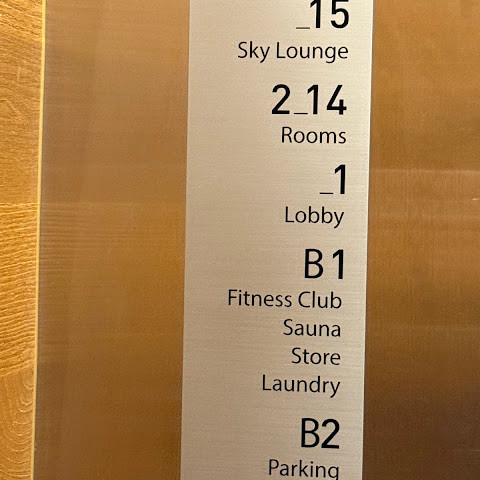 _15
Sky Lounge
2_14
Rooms
_1
Lobby
B1
Fitness Club
Sauna
Store
Laundry
B2
Parking